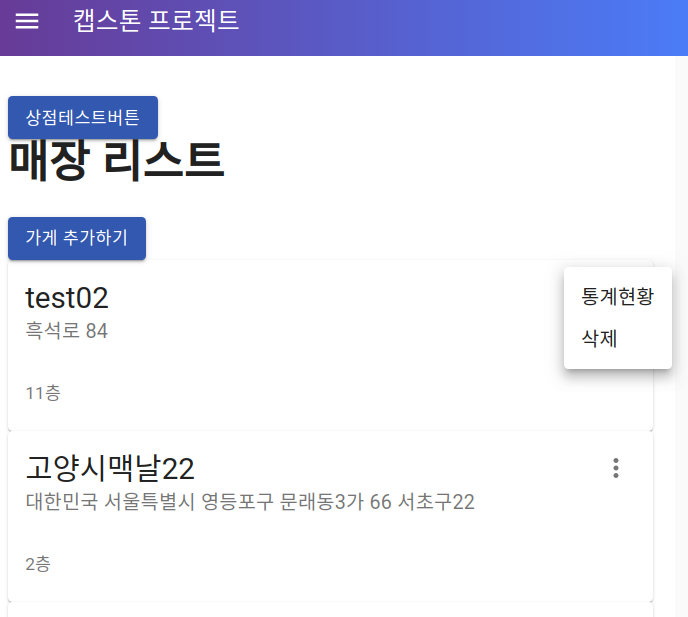 캡스톤 프로젝트
상점테스트버튼
매장 리스트
가게 추가하기
test02
흑석로 84
11층
통계현황
삭제
고양시맥날22
대한민국 서울특별시 영등포구 문래동3가 66 서초구22
2층